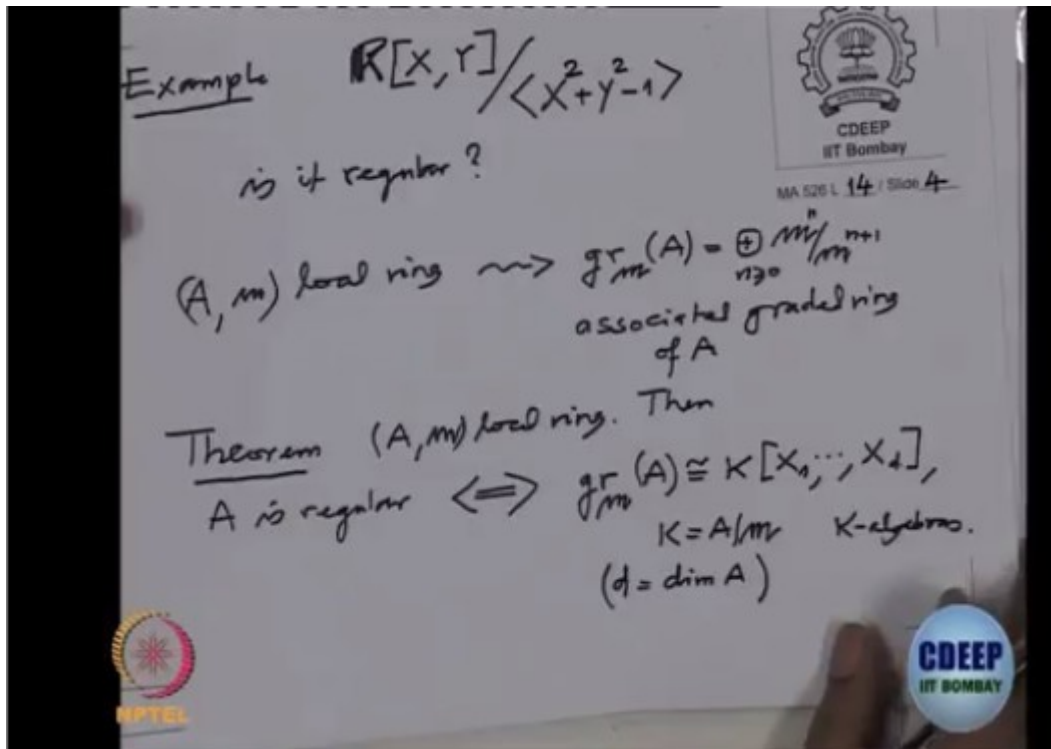 Example R[X,Y]/<X²+Y²-1>
CDEEP
IIT Bombay
is it regular?
MA 526 L 14 / Slide 4
(A, m) local ring ⇝ gr_m(A) = ⊕_{n≥0} m^n/m^{n+1}
associated graded ring
of A
Theorem (A, m) local ring. Then
A is regular <=> gr_m(A) ≅ K[X₁,...,X_d],
K = A/m K-algebras.
(d = dim A)
NPTEL
CDEEP
IIT BOMBAY